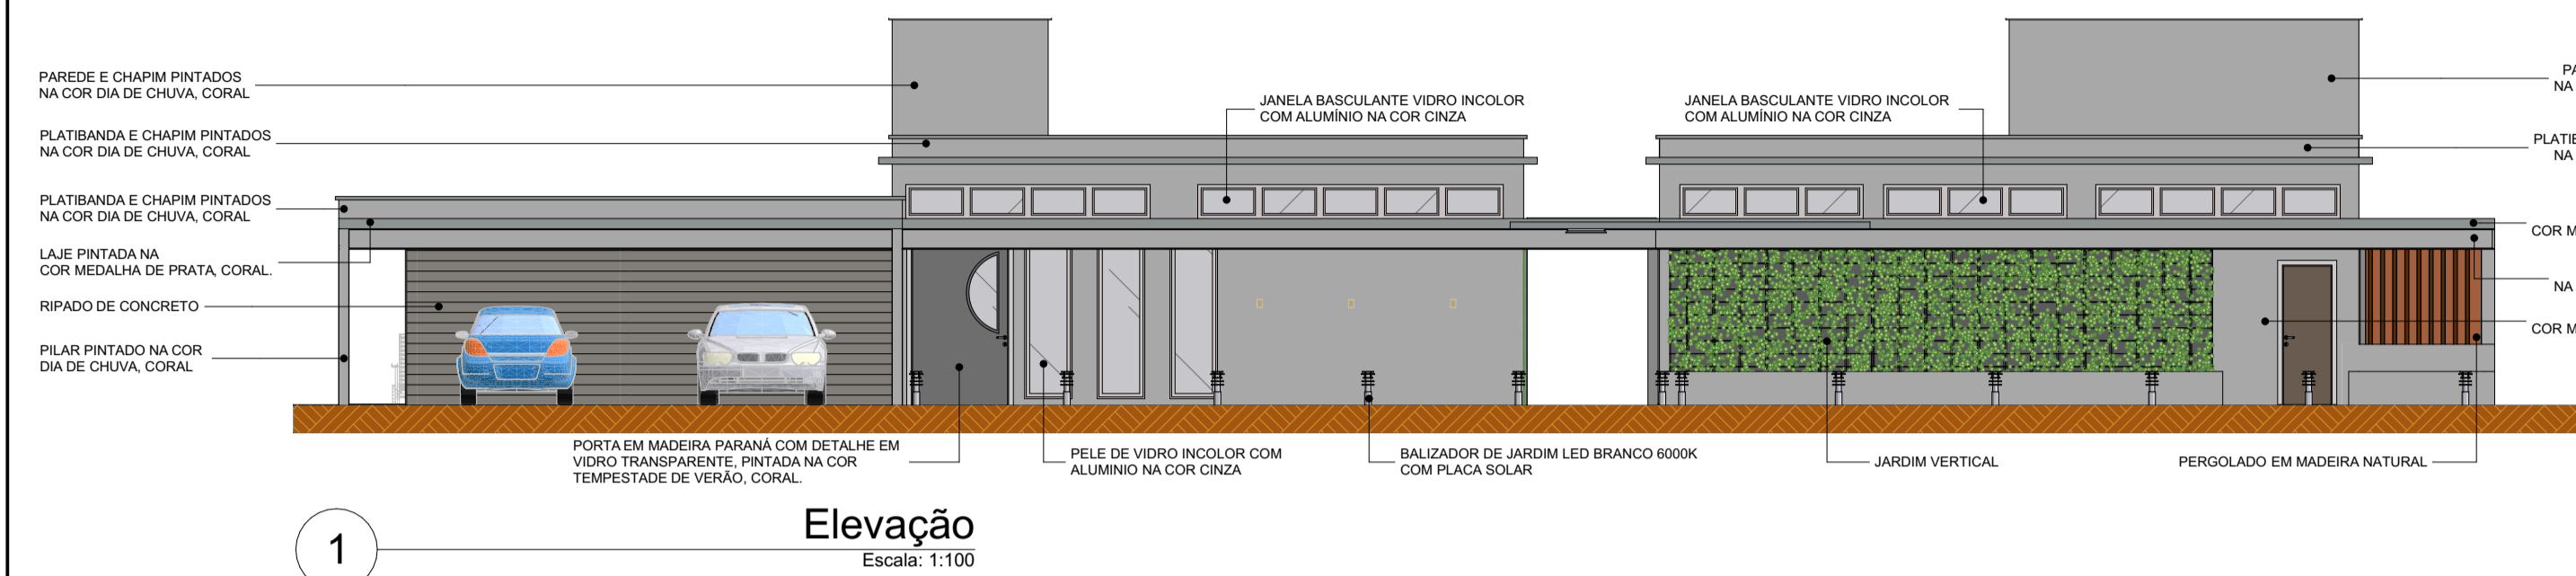 PAREDE E CHAPIM PINTADOS
NA COR DIA DE CHUVA, CORAL
PLATIBANDA E CHAPIM PINTADOS
NA COR DIA DE CHUVA, CORAL
PLATIBANDA E CHAPIM PINTADOS
NA COR DIA DE CHUVA, CORAL
LAJE PINTADA NA
COR MEDALHA DE PRATA, CORAL.
RIPADO DE CONCRETO
PILAR PINTADO NA COR
DIA DE CHUVA, CORAL
JANELA BASCULANTE VIDRO INCOLOR
COM ALUMÍNIO NA COR CINZA
JANELA BASCULANTE VIDRO INCOLOR
COM ALUMÍNIO NA COR CINZA
NA
NA
COR
NA
COR
PORTA EM MADEIRA PARANÁ COM DETALHE EM
VIDRO TRANSPARENTE, PINTADA NA COR
TEMPESTADE DE VERÃO, CORAL.
PELE DE VIDRO INCOLOR COM
ALUMINIO NA COR CINZA
BALIZADOR DE JARDIM LED BRANCO 6000K
COM PLACA SOLAR
JARDIM VERTICAL
PERGOLADO EM MADEIRA NATURAL
1
Elevação
Escala: 1:100